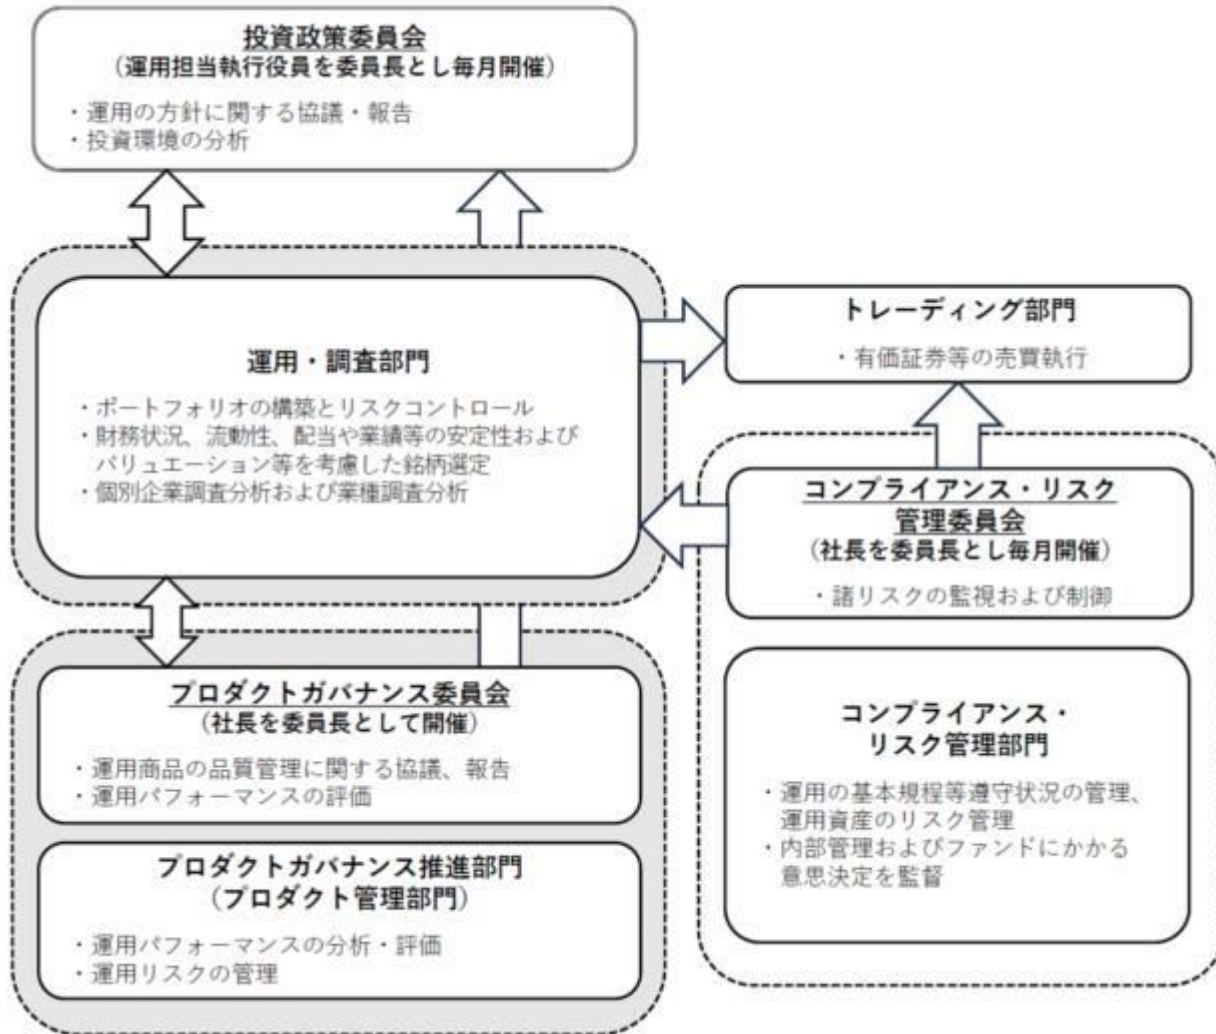 投資政策委員会
（運用担当執行役員を委員長とし毎月開催）
・運用の方針に関する協議・報告
・投資環境の分析
運用・調査部門
・ポートフォリオの構築とリスクコントロール
・財務状況、流動性、配当や業績等の安定性および
バリュエーション等を考慮した銘柄選定
・個別企業調査分析および業種調査分析
トレーディング部門
・有価証券等の売買執行
コンプライアンス・リスク
管理委員会
（社長を委員長とし毎月開催）
・諸リスクの監視および制御
プロダクトガバナンス委員会
（社長を委員長として開催）
・運用商品の品質管理に関する協議、報告
・運用パフォーマンスの評価
プロダクトガバナンス推進部門
（プロダクト管理部門）
・運用パフォーマンスの分析・評価
・運用リスクの管理
コンプライアンス・
リスク管理部門
・運用の基本規程等遵守状況の管理、
運用資産のリスク管理
・内部管理およびファンドにかかる
意思決定を監督